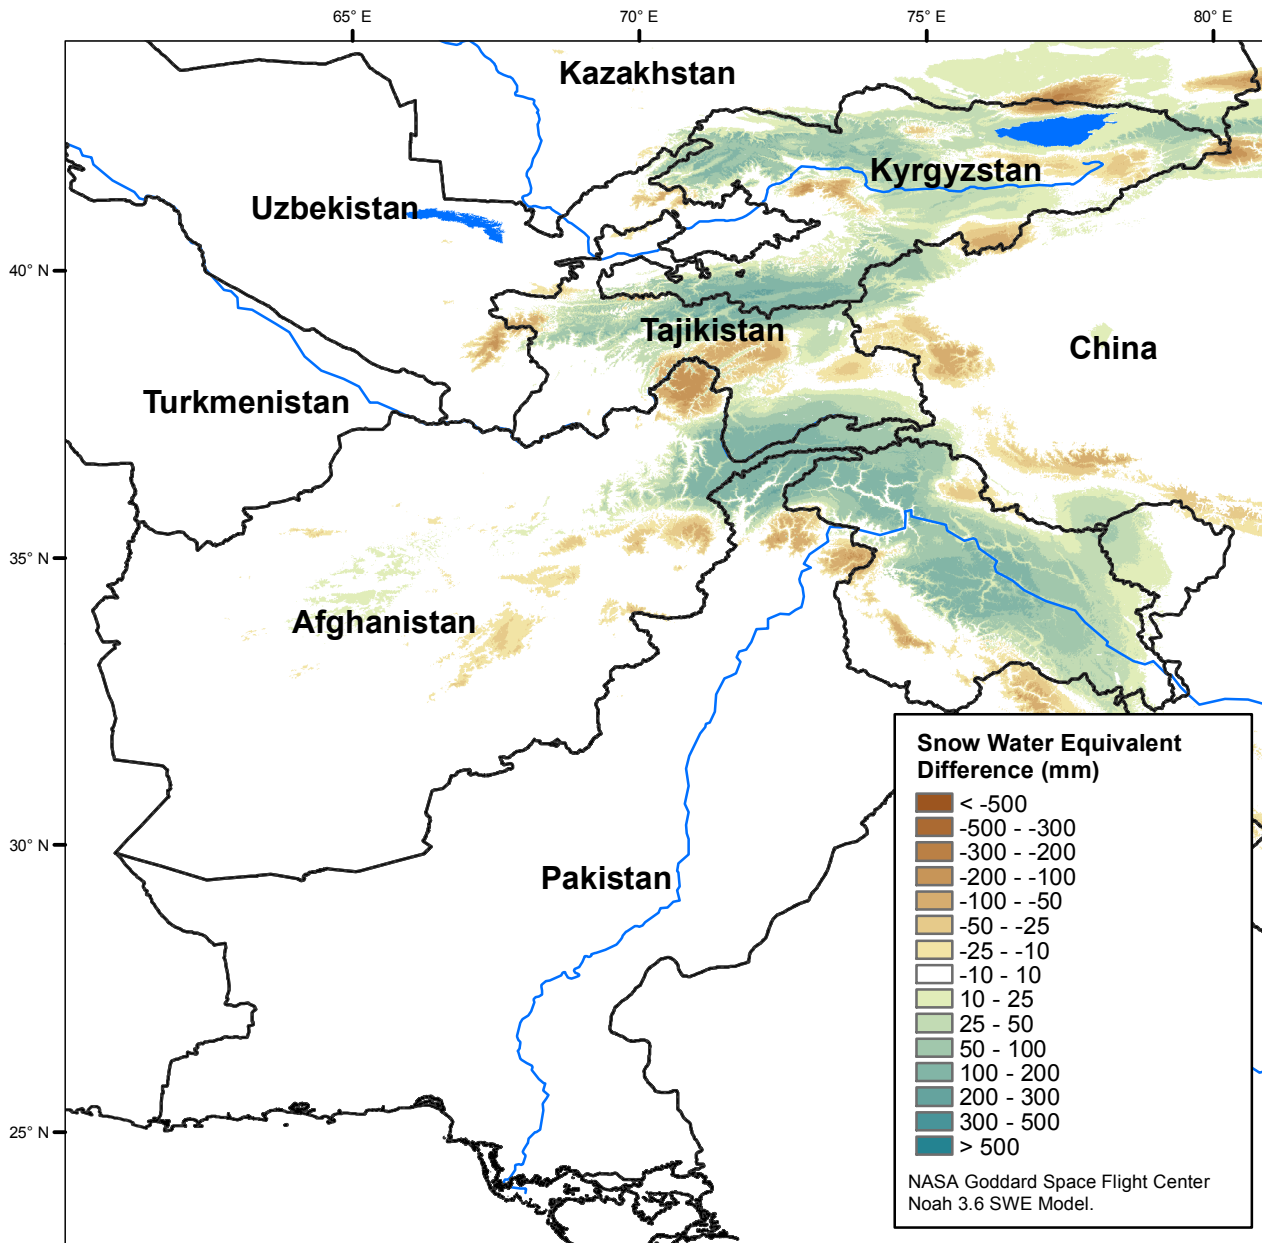 65° E
70° E
75° E
80° E
Kazakhstan
Kyrgyzstan
Uzbekistan
40° N
Tajikistan
China
Turkmenistan
35° N
Afghanistan
30° N
Pakistan
25° N
Snow Water Equivalent
Difference (mm)
< -500
-500 - -300
-300 - -200
-200 - -100
-100 - -50
-50 - -25
-25 - -10
-10 - 10
10 - 25
25 - 50
50 - 100
100 - 200
200 - 300
300 - 500
> 500
NASA Goddard Space Flight Center
Noah 3.6 SWE Model.